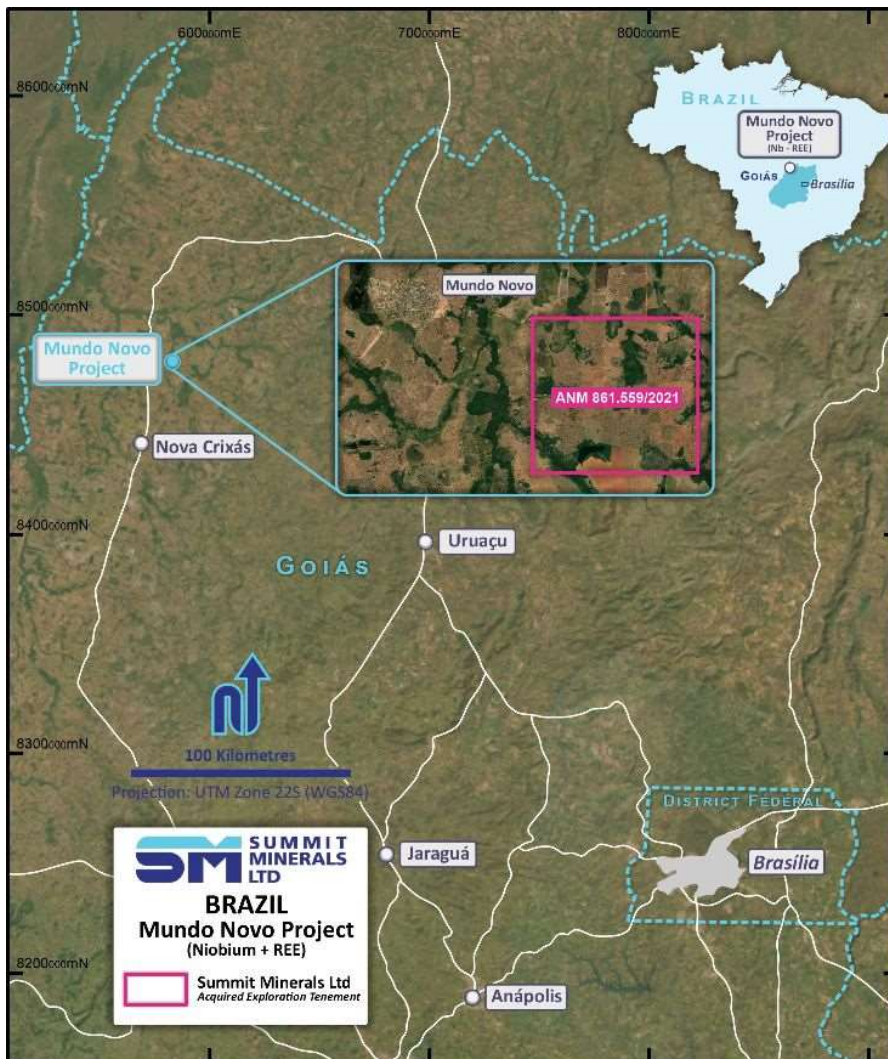 600000mE
700000mE
800000mE
8600000mN
BRAZIL
Mundo Novo
Project
(Nb - REE)
GOIÁS
Brasília
8500000mN
Mundo Novo
Mundo Novo
Project
ANM 861.559/2021
Nova Crixás
8400000mN
Uruaçu
GOIÁS
100 Kilometres
8300000mN
Projection: UTM Zone 22S (WGS84)
DISTRICT FEDERAL
SM SUMMIT
MINERALS
LTD
Jaraguá
Brasília
BRAZIL
Mundo Novo Project
(Niobium + REE)
8200000mN
Summit Minerals Ltd
Acquired Exploration Tenement
Anápolis